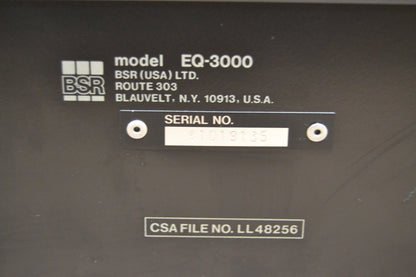 model EQ-3000
BSR
BSR (USA) LTD.
ROUTE 303
BLAUVELT, N.Y. 10913, U.S.A.
SERIAL NO.
CSA FILE NO. LL48256